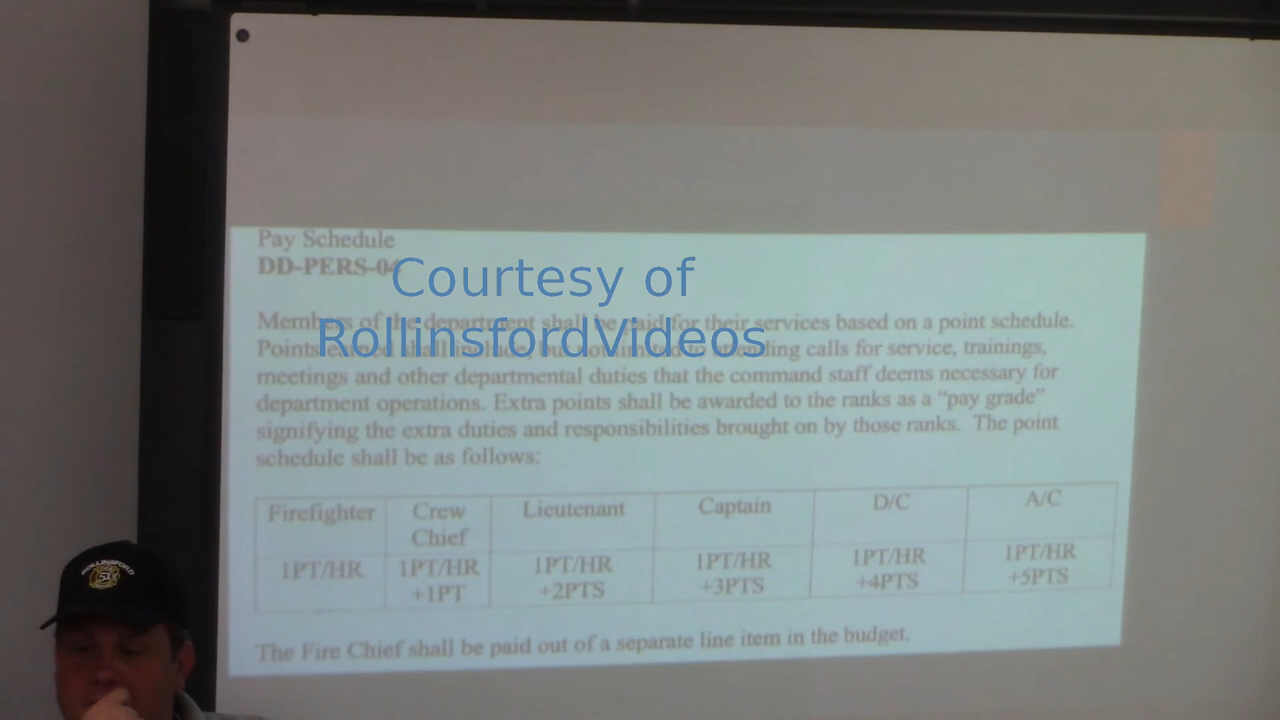 Pay Schedule
DD-PERS-04
Courtesy of
RollinsfordVideos
Members of the department shall be paid for their services based on a point schedule.
Points earned shall include, but not limited to attending calls for service, trainings,
meetings and other departmental duties that the command staff deems necessary for
department operations. Extra points shall be awarded to the ranks as a “pay grade”
signifying the extra duties and responsibilities brought on by those ranks. The point
schedule shall be as follows:
Firefighter Crew Chief Lieutenant Captain D/C A/C
1PT/HR 1PT/HR +1PT 1PT/HR +2PTS 1PT/HR +3PTS 1PT/HR +4PTS 1PT/HR +5PTS
The Fire Chief shall be paid out of a separate line item in the budget.
ROLLINSFORD